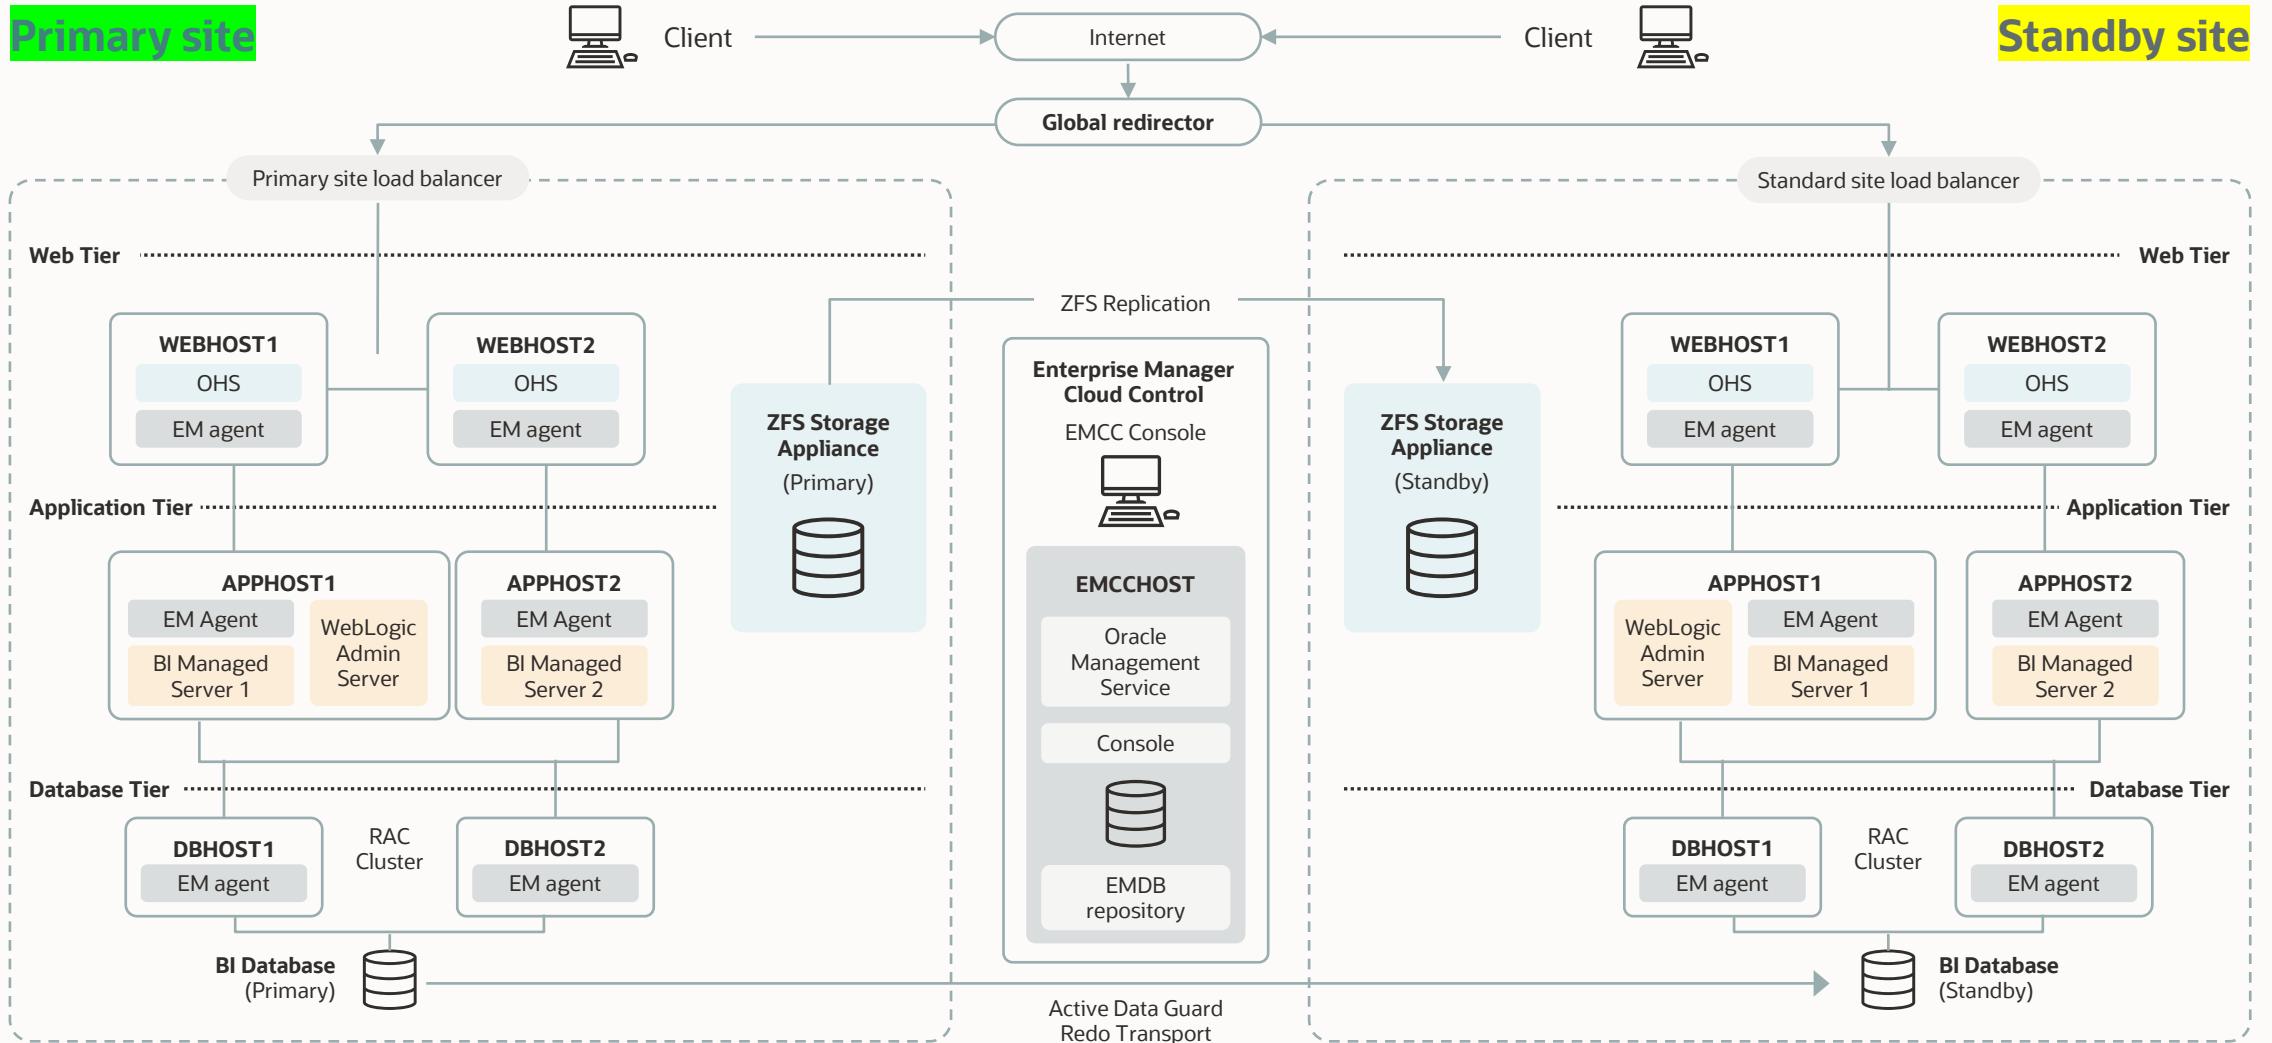 Primary site
Client
Internet
Client
Standby site
Global redirector
Primary site load balancer
Standard site load balancer
Web Tier
Web Tier
ZFS Replication
WEBHOST1
OHS
EM agent
WEBHOST2
OHS
EM agent
ZFS Storage
Appliance
(Primary)
Enterprise Manager
Cloud Control
EMCC Console
ZFS Storage
Appliance
(Standby)
WEBHOST1
OHS
EM agent
WEBHOST2
OHS
EM agent
Application Tier
Application Tier
APPHOST1
EM Agent
BI Managed
Server 1
WebLogic
Admin
Server
APPHOST2
EM Agent
BI Managed
Server 2
EMCCHOST
Oracle
Management
Service
Console
EMDB
repository
APPHOST1
WebLogic
Admin
Server
EM Agent
BI Managed
Server 1
APPHOST2
EM Agent
BI Managed
Server 2
Database Tier
Database Tier
DBHOST1
EM agent
RAC
Cluster
DBHOST2
EM agent
DBHOST1
EM agent
RAC
Cluster
DBHOST2
EM agent
BI Database
(Primary)
BI Database
(Standby)
Active Data Guard
Redo Transport